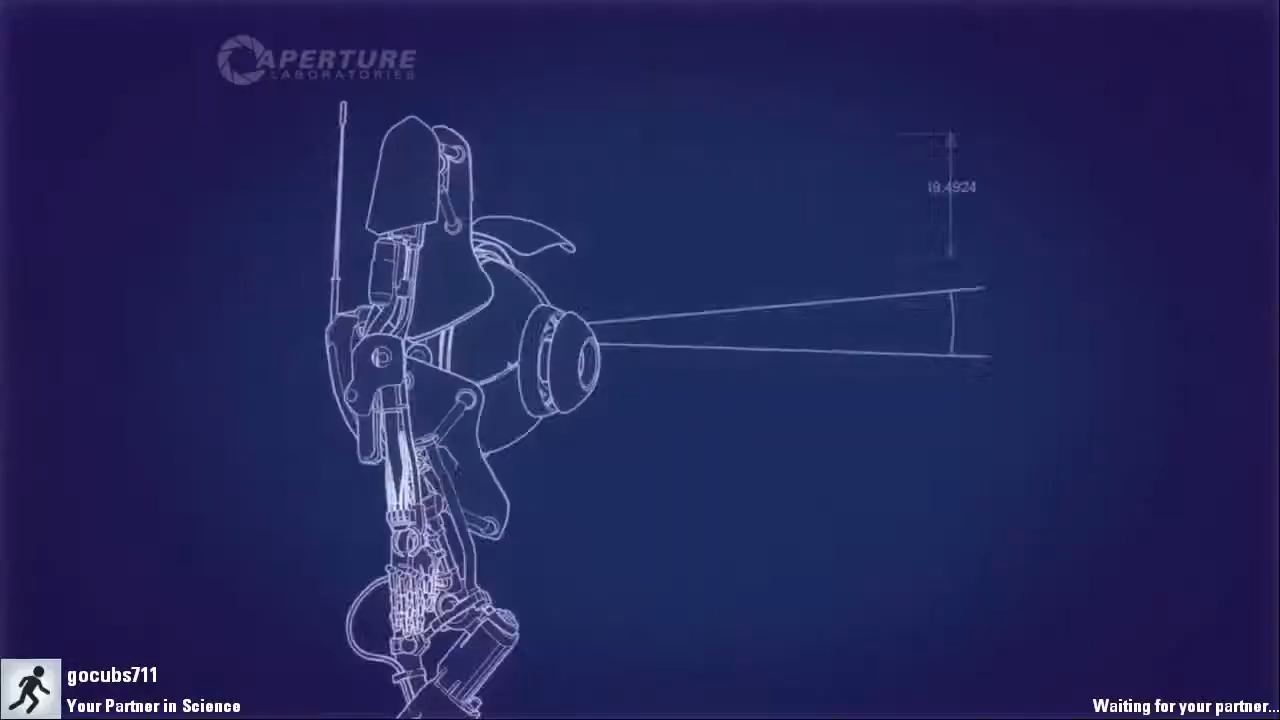 APERTURE
LABORATORIES
19.4924
gocubs711
Your Partner in Science
Waiting for your partner...